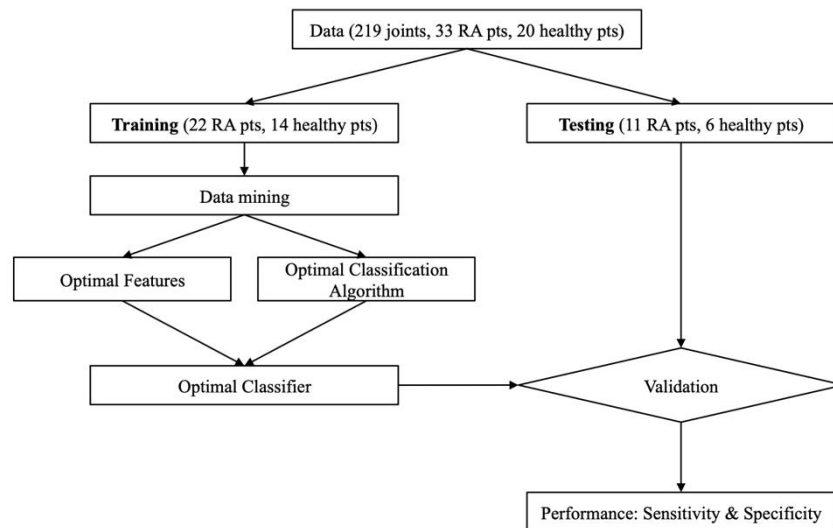 Data (219 joints, 33 RA pts, 20 healthy pts)
Training (22 RA pts, 14 healthy pts)
Testing (11 RA pts, 6 healthy pts)
Data mining
Optimal Features
Optimal Classification
Algorithm
Optimal Classifier
Validation
Performance: Sensitivity & Specificity